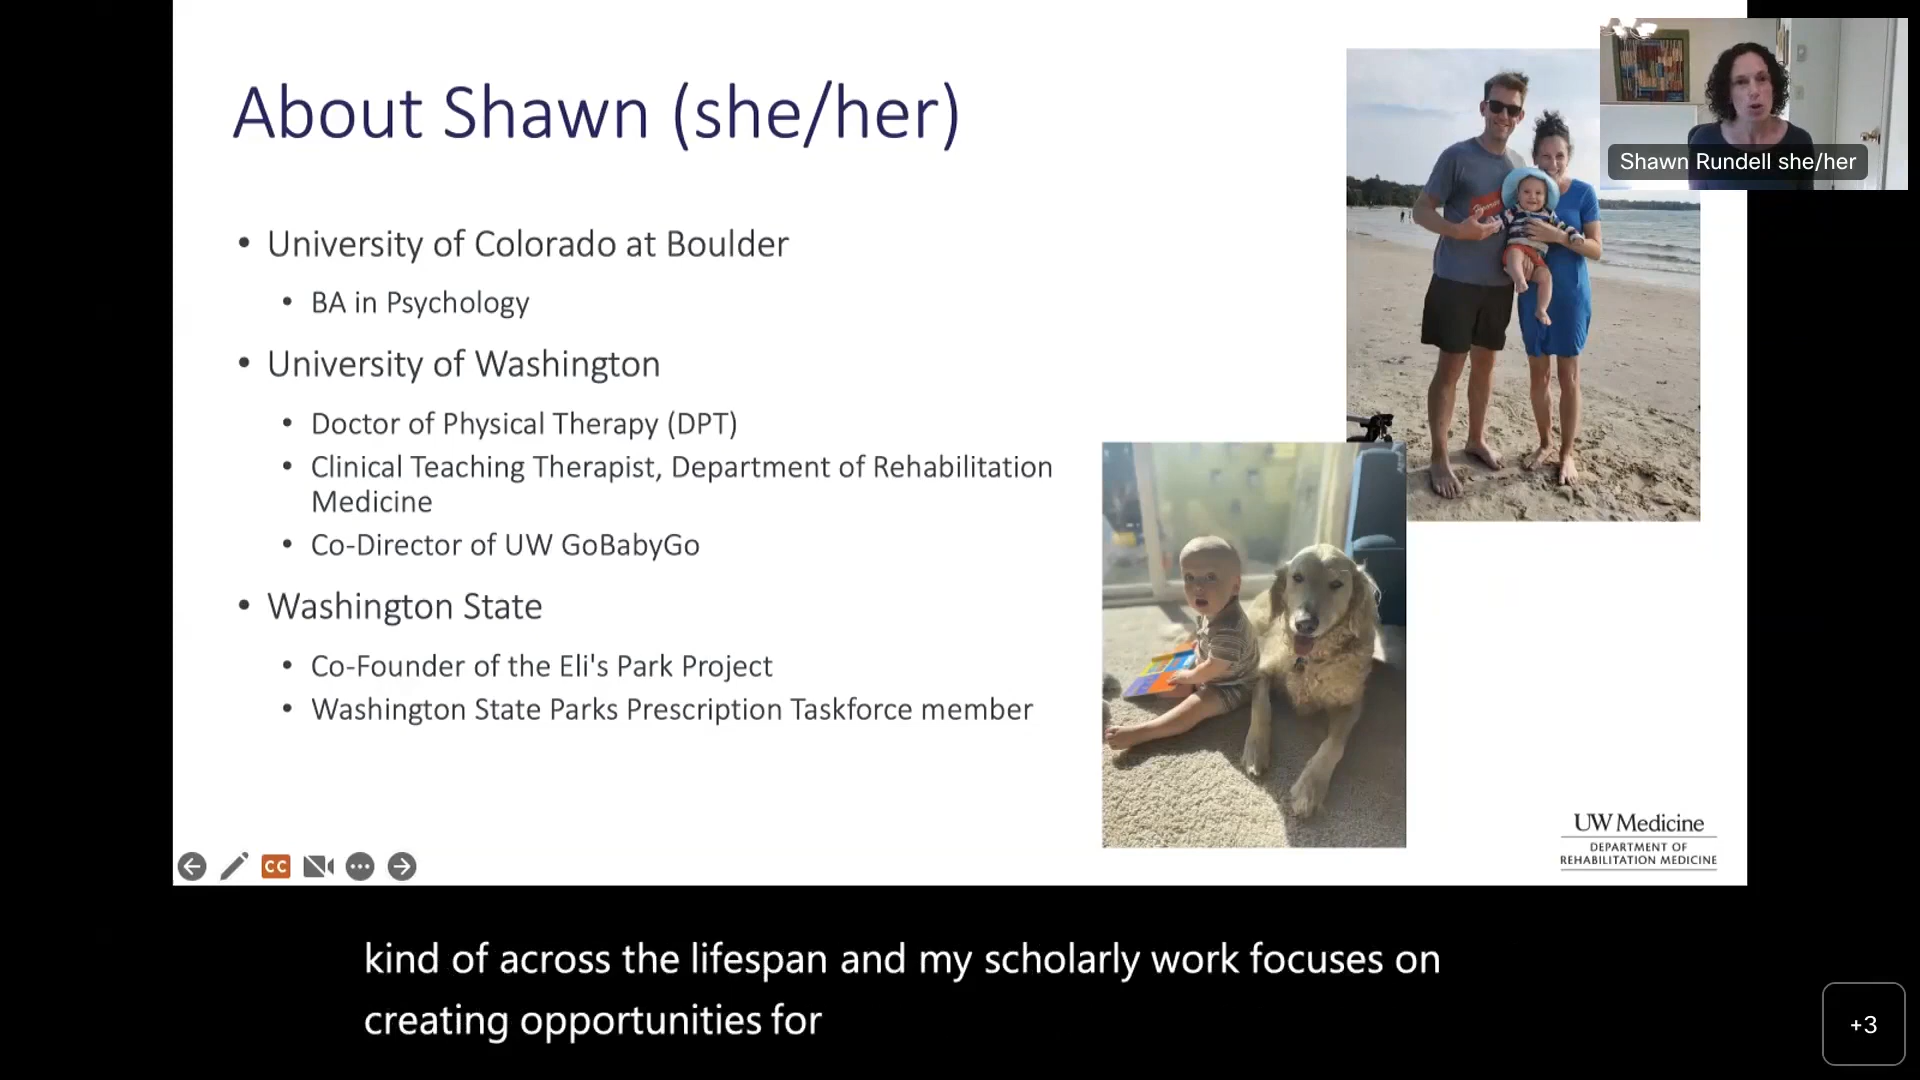 About Shawn (she/her)
Shawn Rundell she/her
• University of Colorado at Boulder
• BA in Psychology
• University of Washington
• Doctor of Physical Therapy (DPT)
• Clinical Teaching Therapist, Department of Rehabilitation
Medicine
• Co-Director of UW GoBabyGo
• Washington State
• Co-Founder of the Eli's Park Project
• Washington State Parks Prescription Taskforce member
UW Medicine
DEPARTMENT OF
REHABILITATION MEDICINE
CC
kind of across the lifespan and my scholarly work focuses on
creating opportunities for
+3